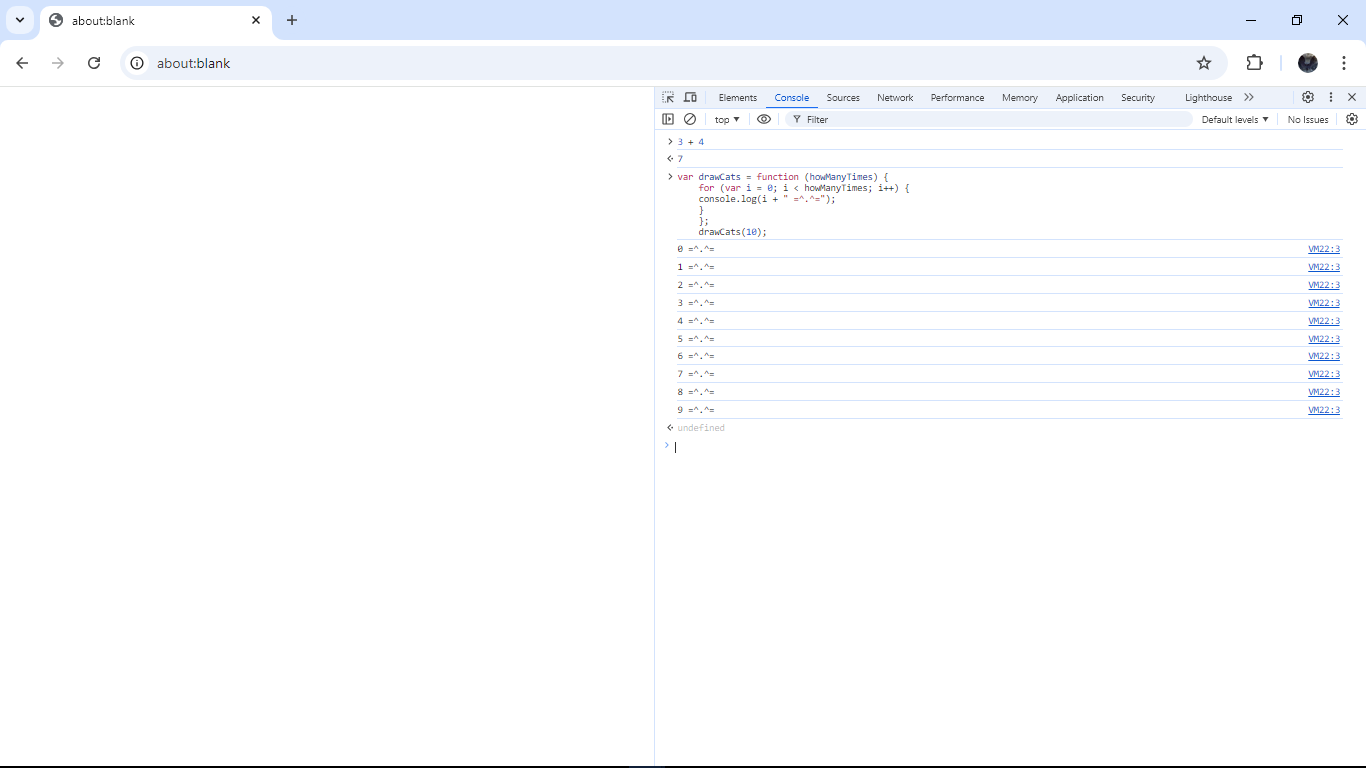 about:blank
about:blank
Elements Console Sources Network Performance Memory Application Security Lighthouse
top Filter Default levels No Issues
3 + 4
7
var drawCats = function (howManyTimes) {
for (var i = 0; i < howManyTimes; i++) {
console.log(i + " =^.^=");
}
};
drawCats(10);
0 =^.^= VM22:3
1 =^.^= VM22:3
2 =^.^= VM22:3
3 =^.^= VM22:3
4 =^.^= VM22:3
5 =^.^= VM22:3
6 =^.^= VM22:3
7 =^.^= VM22:3
8 =^.^= VM22:3
9 =^.^= VM22:3
undefined